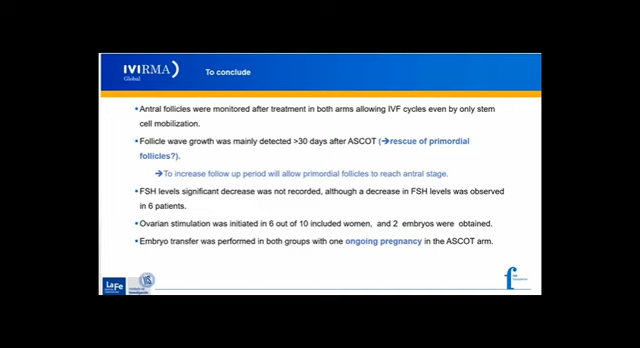 IVIRMA
Global
To conclude
▪Antral follicles were monitored after treatment in both arms allowing IVF cycles even by only stem
cell mobilization.
▪Follicle wave growth was mainly detected >30 days after ASCOT (➔rescue of primordial
follicles?).
➔To increase follow up period will allow primordial follicles to reach antral stage.
▪FSH levels significant decrease was not recorded, although a decrease in FSH levels was observed
in 6 patients.
▪Ovarian stimulation was initiated in 6 out of 10 included women, and 2 embryos were obtained.
▪Embryo transfer was performed in both groups with one ongoing pregnancy in the ASCOT arm.
La Fe
f